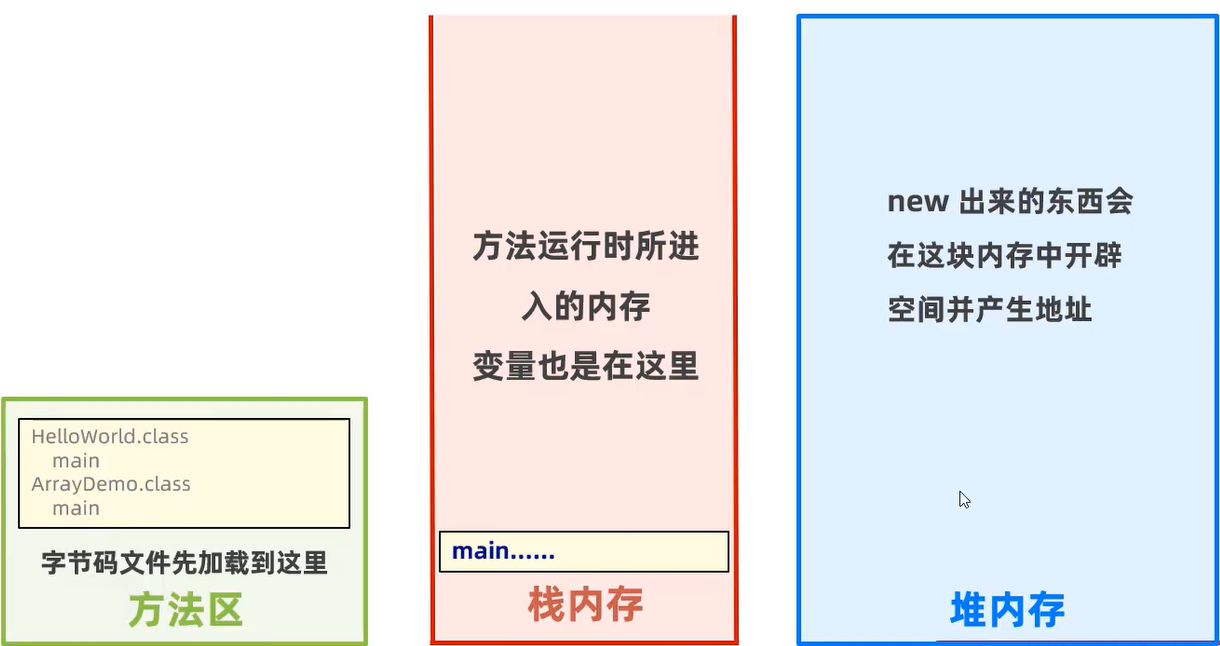 HelloWorld.class
main
ArrayDemo.class
main
字节码文件先加载到这里
方法区
方法运行时所进
入的内存
变量也是在这里
main……
栈内存
new 出来的东西会
在这块内存中开辟
空间并产生地址
堆内存